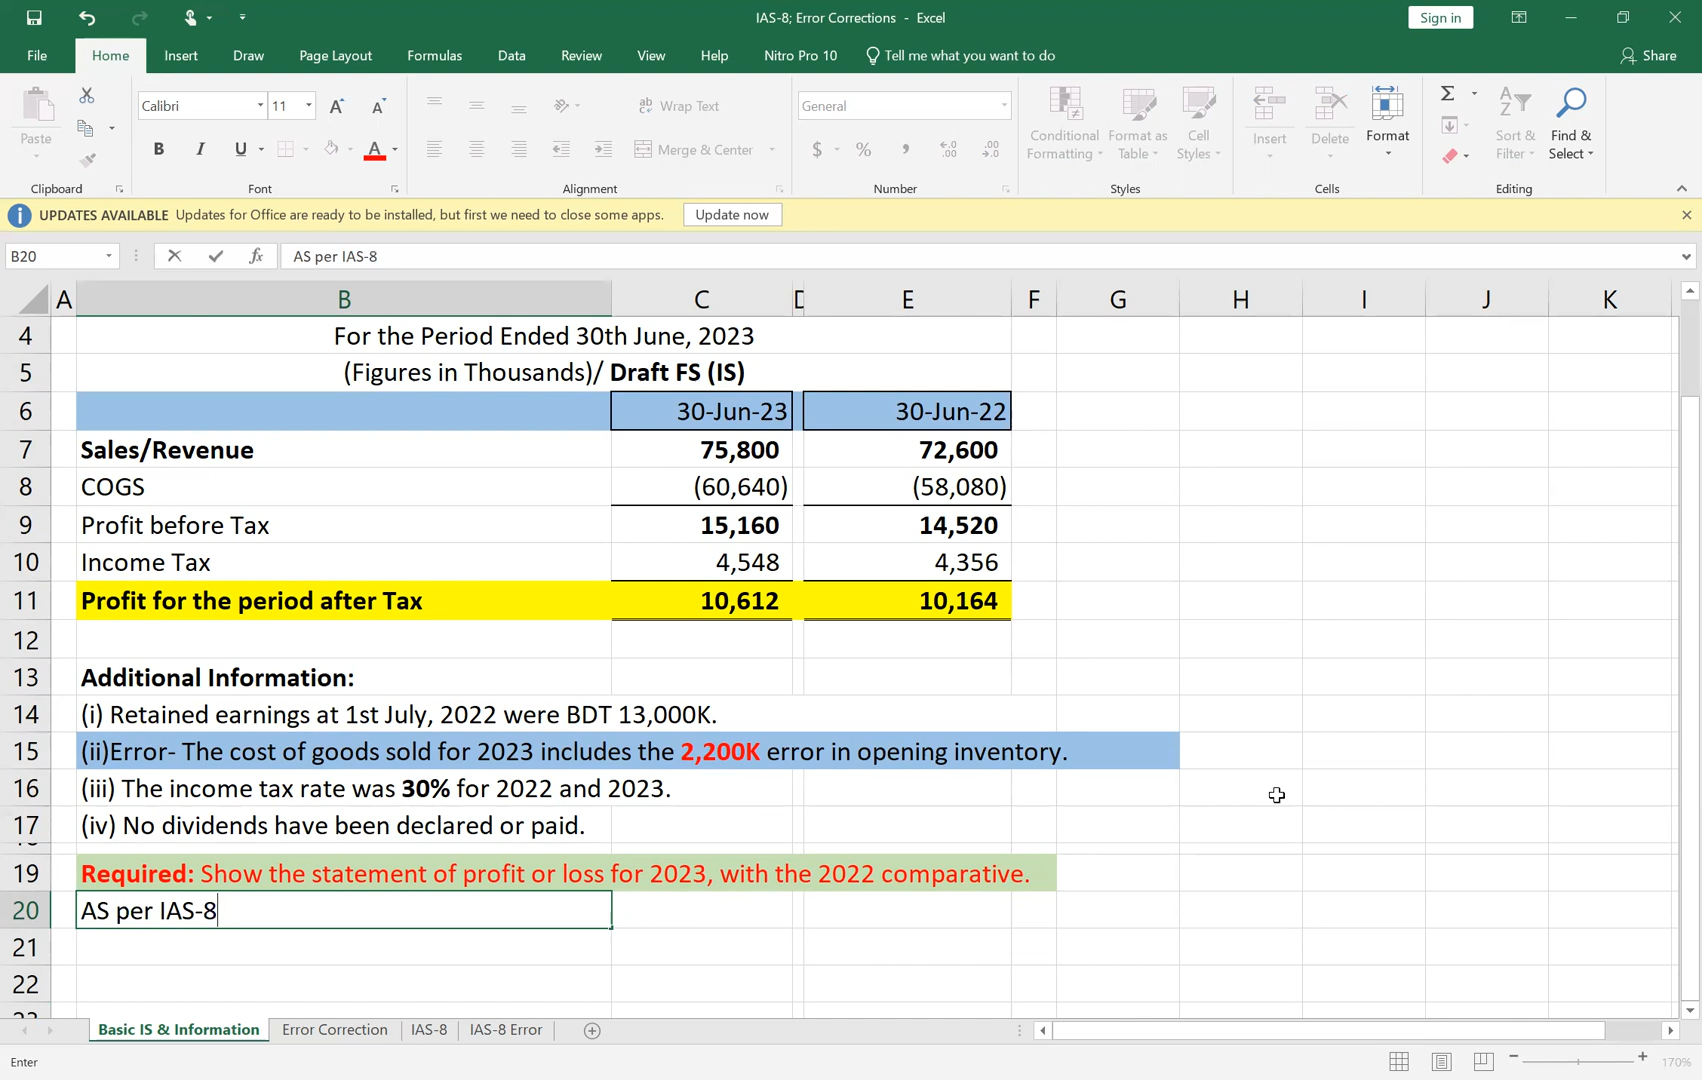 IAS-8; Error Corrections - Excel
Sign in
File Home Insert Draw Page Layout Formulas Data Review View Help Nitro Pro 10 Tell me what you want to do Share
Paste
Calibri 11 A A
ab Wrap Text
General
B I U A
Merge & Center
$ % ,
Conditional Formatting
Format as Table
Cell Styles
Insert
Delete
Format
Sort & Filter
Find & Select
Clipboard Font Alignment Number Styles Cells Editing
UPDATES AVAILABLE Updates for Office are ready to be installed, but first we need to close some apps. Update now
B20 fx AS per IAS-8
A B C D E F G H I J K
4 For the Period Ended 30th June, 2023
5 (Figures in Thousands)/ Draft FS (IS)
6 30-Jun-23 30-Jun-22
7 Sales/Revenue 75,800 72,600
8 COGS (60,640) (58,080)
9 Profit before Tax 15,160 14,520
10 Income Tax 4,548 4,356
11 Profit for the period after Tax 10,612 10,164
12
13 Additional Information:
14 (i) Retained earnings at 1st July, 2022 were BDT 13,000K.
15 (ii)Error- The cost of goods sold for 2023 includes the 2,200K error in opening inventory.
16 (iii) The income tax rate was 30% for 2022 and 2023.
17 (iv) No dividends have been declared or paid.
19 Required: Show the statement of profit or loss for 2023, with the 2022 comparative.
20 AS per IAS-8
21
22
Basic IS & Information Error Correction IAS-8 IAS-8 Error
Enter 170%